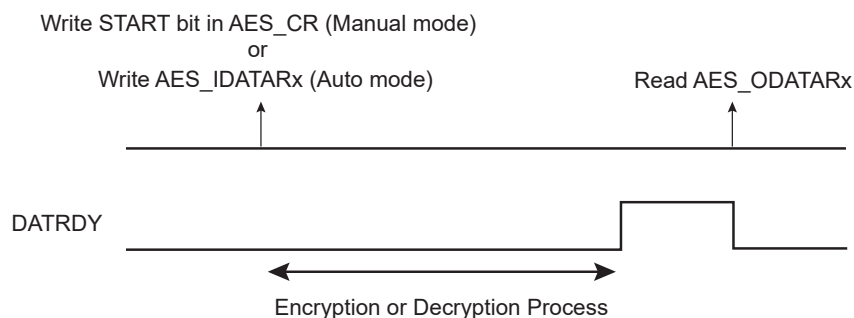 Write START bit in AES_CR (Manual mode)
or
Write AES_IDATARx (Auto mode)
Read AES_ODATARx
DATRDY
Encryption or Decryption Process